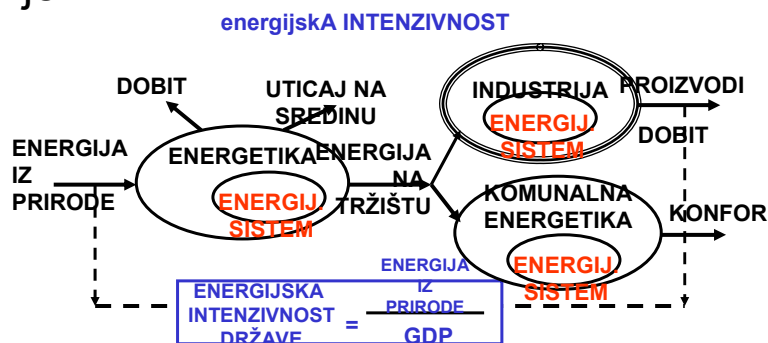 energijskA INTENZIVNOST
DOBIT
UTICAJ NA
SREDINU
INDUSTRIJA
ENERGIJ.
SISTEM
PROIZVODI
DOBIT
ENERGIJA
IZ
PRIRODE
ENERGETIKA
ENERGIJ.
SISTEM
ENERGIJA
NA
TRŽIŠTU
KOMUNALNA
ENERGETIKA
ENERGIJ.
SISTEM
KONFOR
ENERGIJSKA
INTENZIVNOST
DRŽAVE
=
ENERGIJA
IZ
PRIRODE
GDP